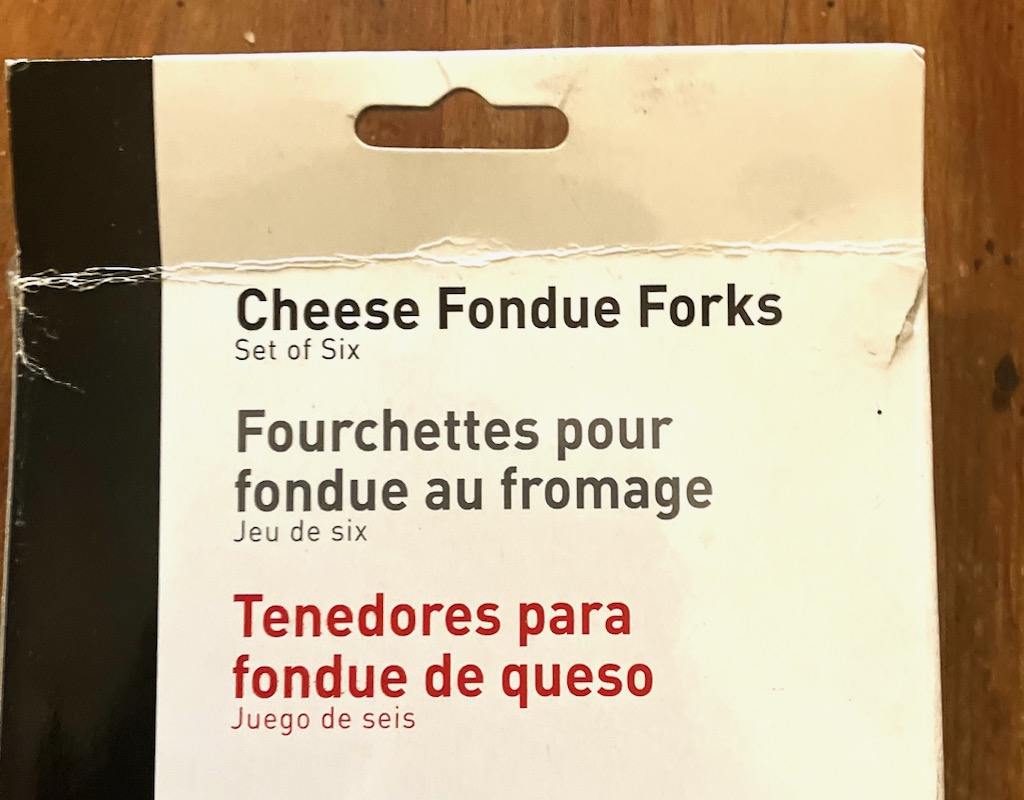 Cheese Fondue Forks
Set of Six
Fourchettes pour
fondue au fromage
Jeu de six
Tenedores para
fondue de queso
Juego de seis